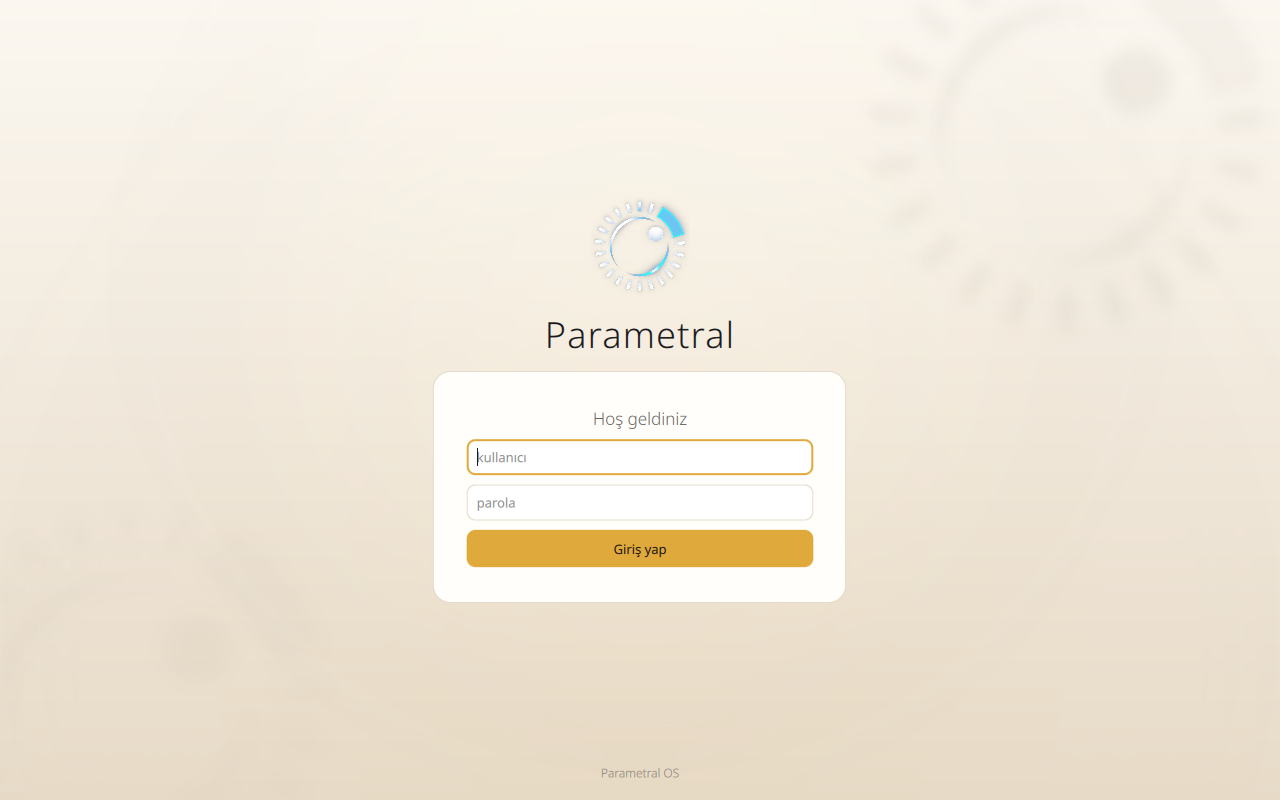 Parametral
Hoş geldiniz
kullanıcı
parola
Giriş yap
Parametral OS